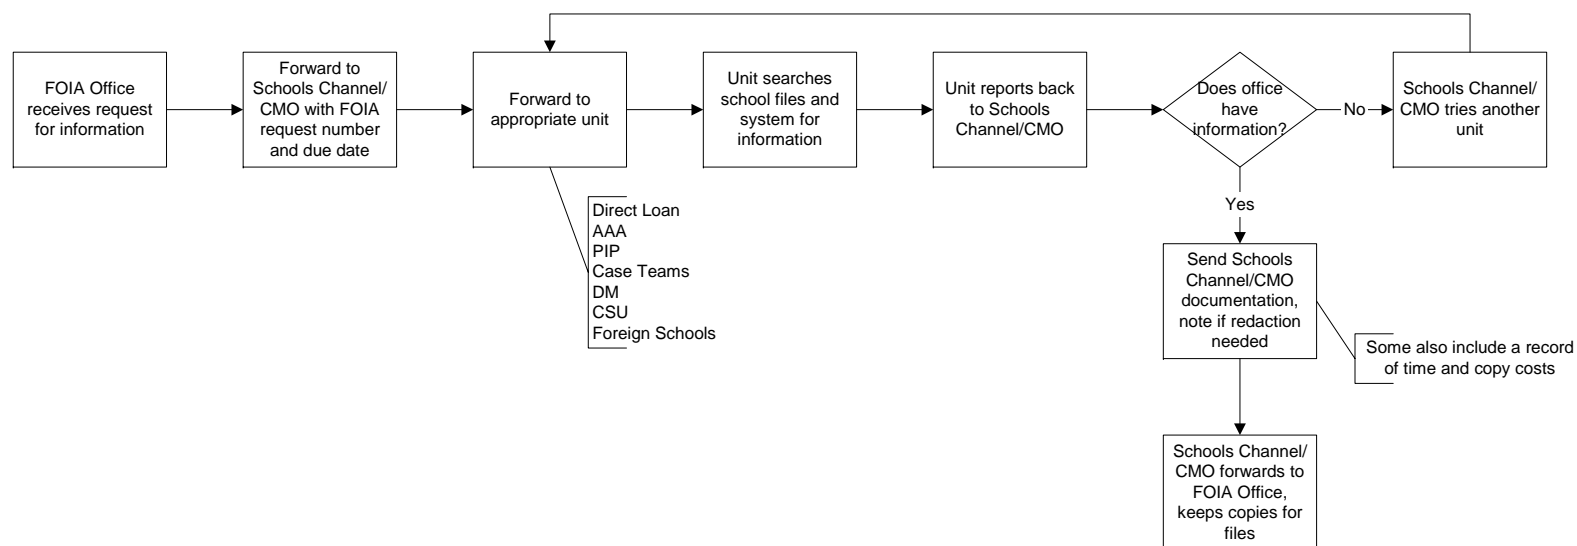 FOIA Office
receives request
for information
Forward to
Schools Channel/
CMO with FOIA
request number
and due date
Forward to
appropriate unit
Unit searches
school files and
system for
information
Unit reports back
to Schools
Channel/CMO
Does office
have
information?
No
Schools Channel/
CMO tries another
unit
Direct Loan
AAA
PIP
Case Teams
DM
CSU
Foreign Schools
Yes
Send Schools
Channel/CMO
documentation,
note if redaction
needed
Some also include a record
of time and copy costs
Schools Channel/
CMO forwards to
FOIA Office,
keeps copies for
files